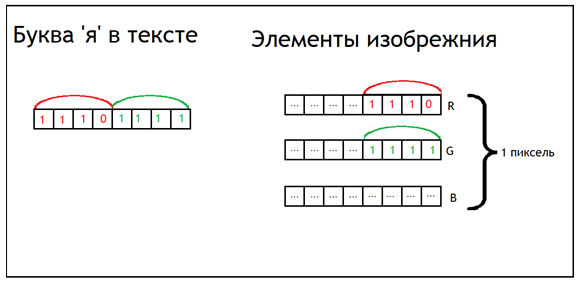 Буква 'я' в тексте
Элементы изобрежния
1 1 1 0 1 1 1 1
... ... ... ... 1 1 1 0 R
... ... ... ... 1 1 1 1 G
... ... ... ... ... ... ... ... B
1 пиксель